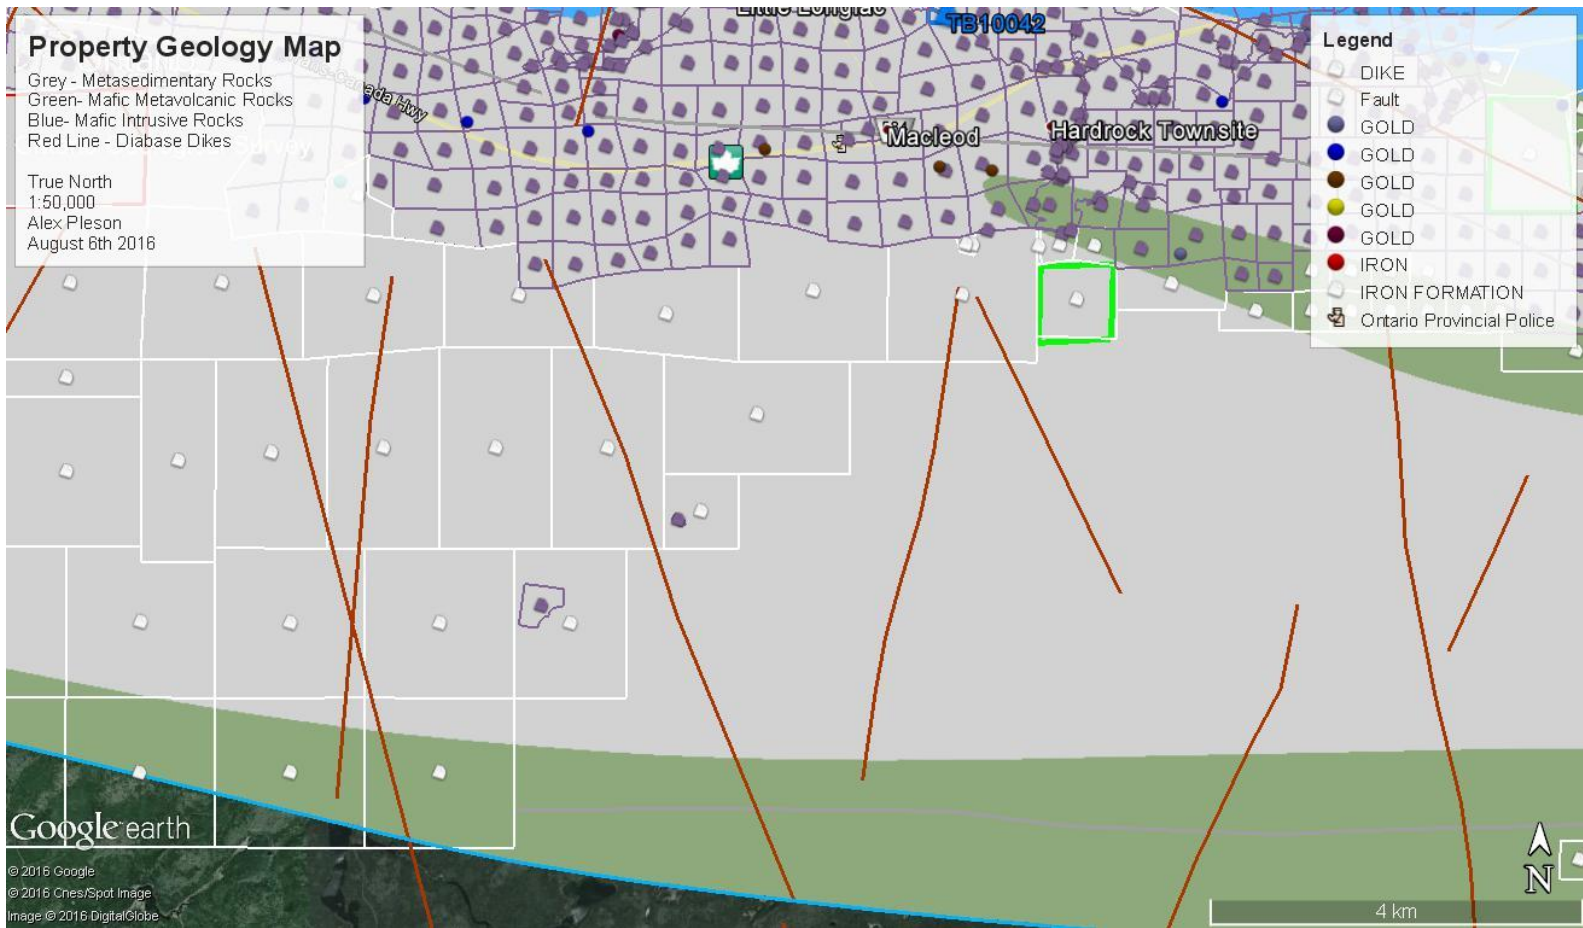 Property Geology Map
Grey - Metasedimentary Rocks
Green- Mafic Metavolcanic Rocks
Blue- Mafic Intrusive Rocks
Red Line - Diabase Dikes
True North
1:50,000
Alex Pleson
August 6th 2016
Little Longlac
TB10042
Macleod
Hardrock Townsite
Legend
DIKE
Fault
GOLD
GOLD
GOLD
GOLD
GOLD
IRON
IRON FORMATION
Ontario Provincial Police
Google earth
© 2016 Google
© 2016 Cnes/Spot Image
Image © 2016 DigitalGlobe
N
4 km